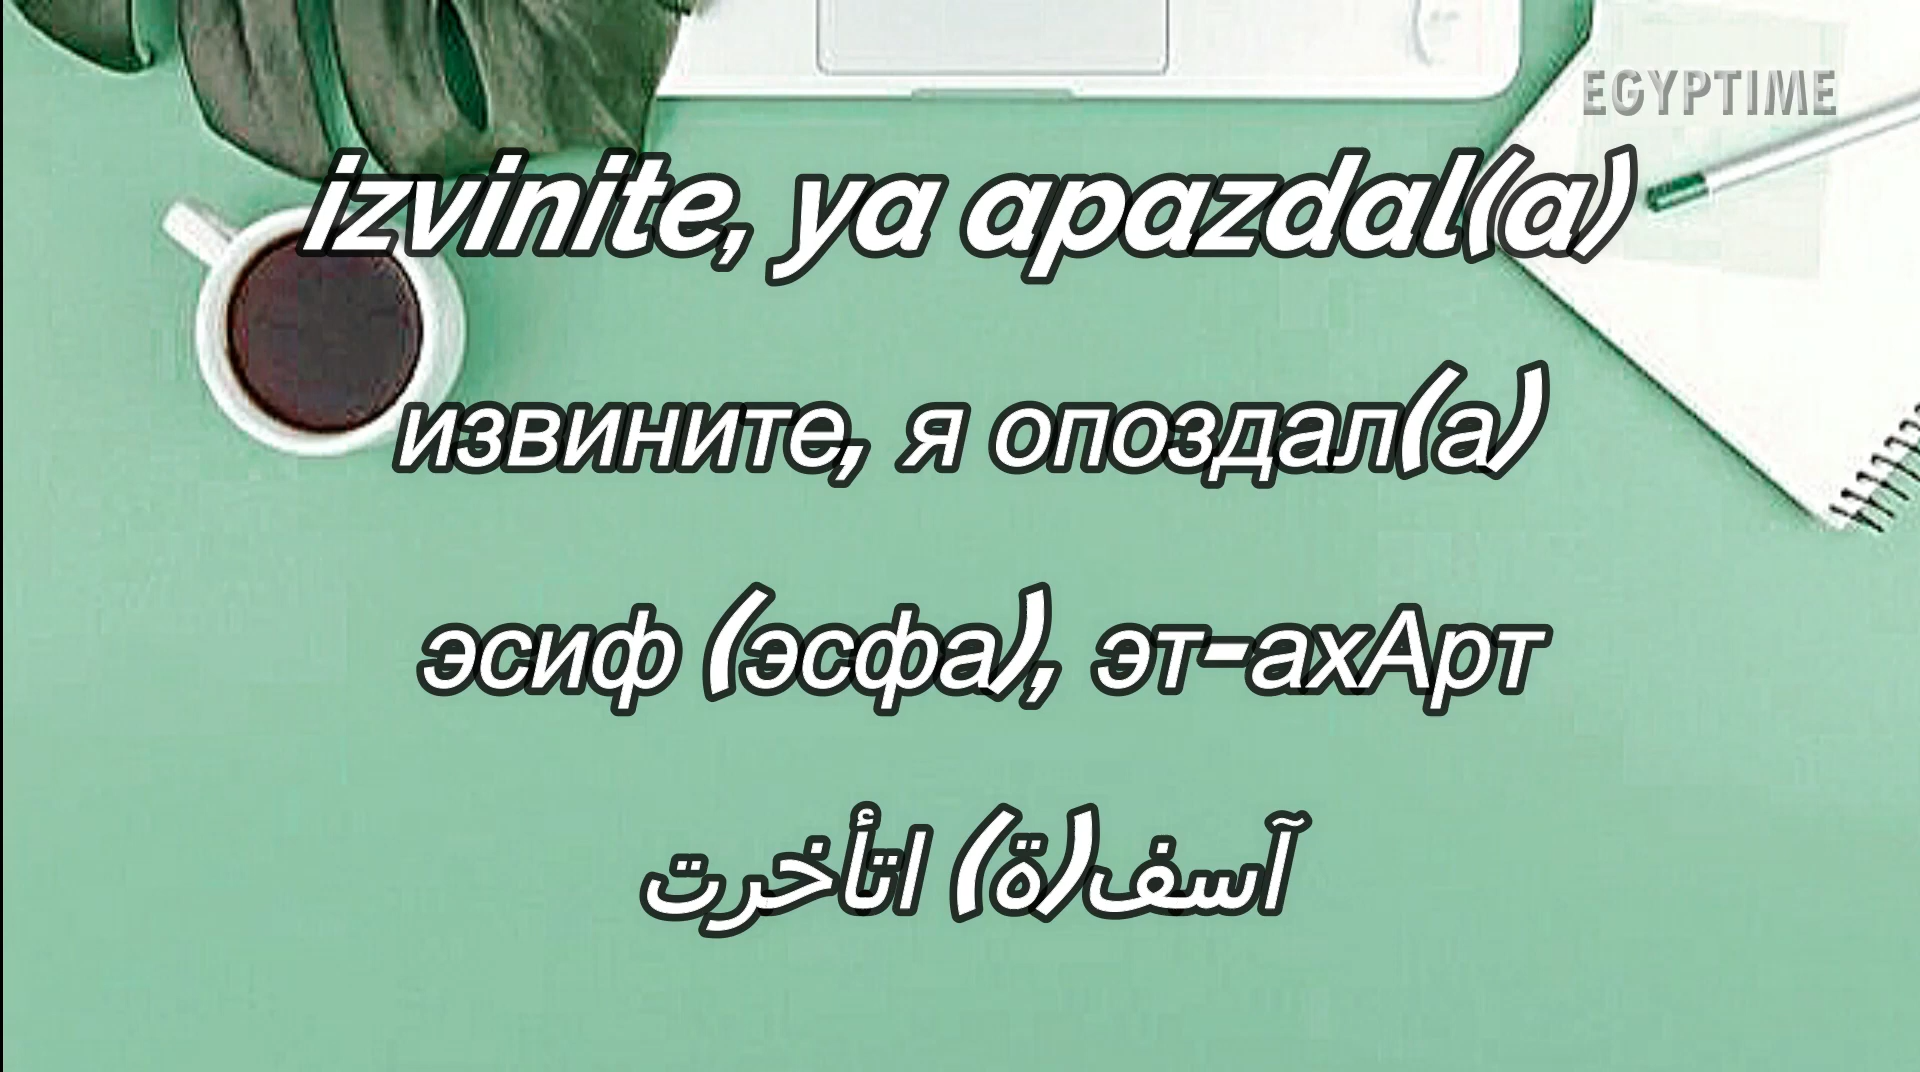 EGYPTIME
izvinite, ya apazdal(a)
извините, я опоздал(а)
эсиф (эсфа), эт-ахАрт
آسف(ة) اتأخرت